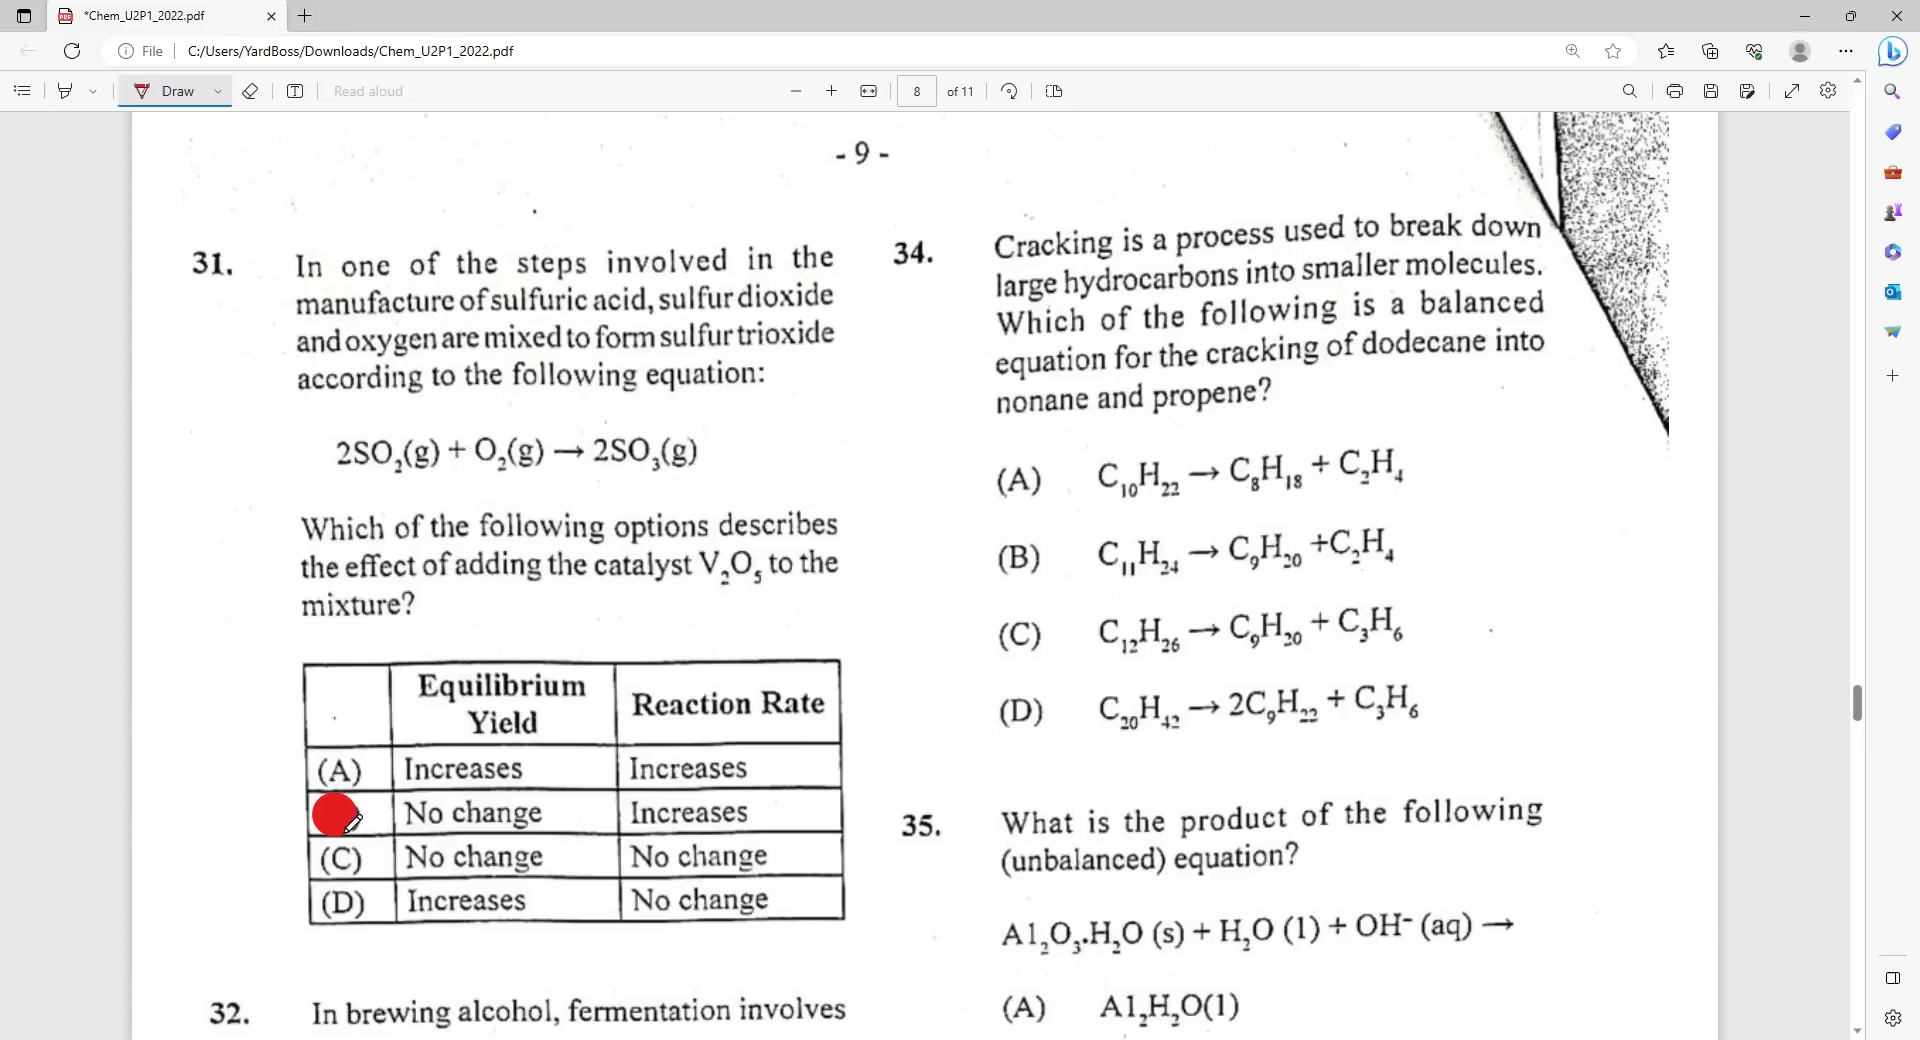 *Chem_U2P1_2022.pdf
File
C:/Users/YardBoss/Downloads/Chem_U2P1_2022.pdf
Draw
Read aloud
8
of 11
- 9 -
31.
In one of the steps involved in the
manufacture of sulfuric acid, sulfur dioxide
and oxygen are mixed to form sulfur trioxide
according to the following equation:
2SO₂(g) + O₂(g) → 2SO₃(g)
Which of the following options describes
the effect of adding the catalyst V₂O₅ to the
mixture?
Equilibrium
Yield
Reaction Rate
(A) Increases Increases
No change Increases
(C) No change No change
(D) Increases No change
32.
In brewing alcohol, fermentation involves
34.
Cracking is a process used to break down
large hydrocarbons into smaller molecules.
Which of the following is a balanced
equation for the cracking of dodecane into
nonane and propene?
(A) C₁₀H₂₂ → C₈H₁₈ + C₂H₄
(B) C₁₁H₂₄ → C₉H₂₀ +C₂H₄
(C) C₁₂H₂₆ → C₉H₂₀ + C₃H₆
(D) C₂₀H₄₂ → 2C₉H₂₂ + C₃H₆
35.
What is the product of the following
(unbalanced) equation?
Al₂O₃.H₂O (s) + H₂O (l) + OH⁻ (aq) →
(A) Al₂H₂O(l)